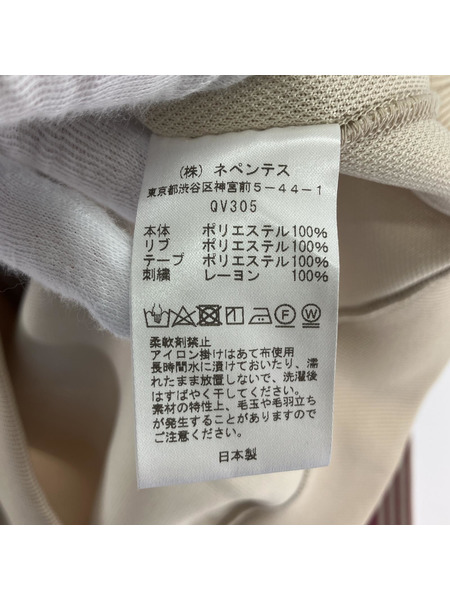 （株）ネペンテス
東京都渋谷区神宮前5-44-1
QV305
本体 ポリエステル100%
リブ ポリエステル100%
テープ ポリエステル100%
刺繍 レーヨン 100%
F W
柔軟剤禁止
アイロン掛けはあて布使用
長時間水に漬けておいたり、濡
れたまま放置しないで、洗濯後
はすばやく干してください。
素材の特性上、毛玉や毛羽立ち
が発生することがありますので
ご注意ください。
日本製